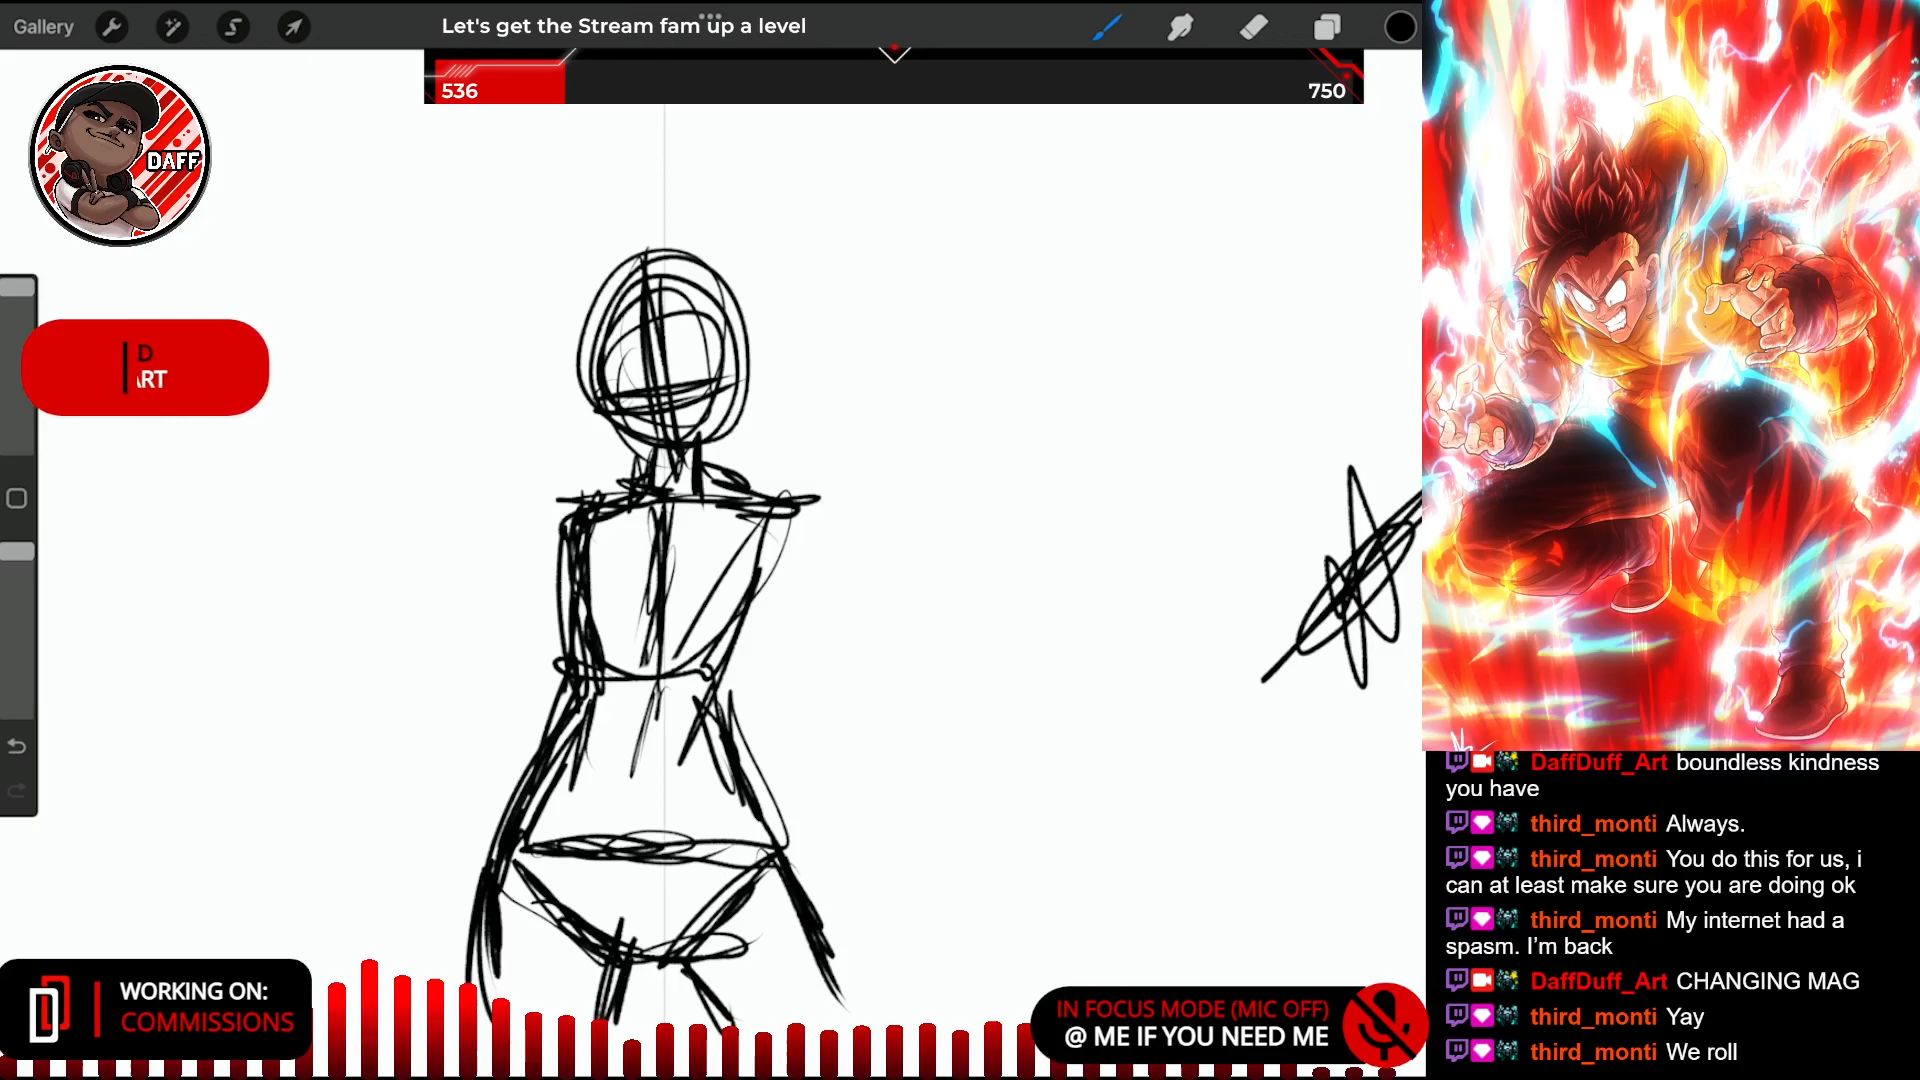 Gallery
Let's get the Stream fam up a level
536
750
DAFF
D
ART
WORKING ON:
COMMISSIONS
IN FOCUS MODE (MIC OFF)
@ ME IF YOU NEED ME
DaffDuff_Art boundless kindness
you have
third_monti Always.
third_monti You do this for us, i
can at least make sure you are doing ok
third_monti My internet had a
spasm. I'm back
DaffDuff_Art CHANGING MAG
third_monti Yay
third_monti We roll